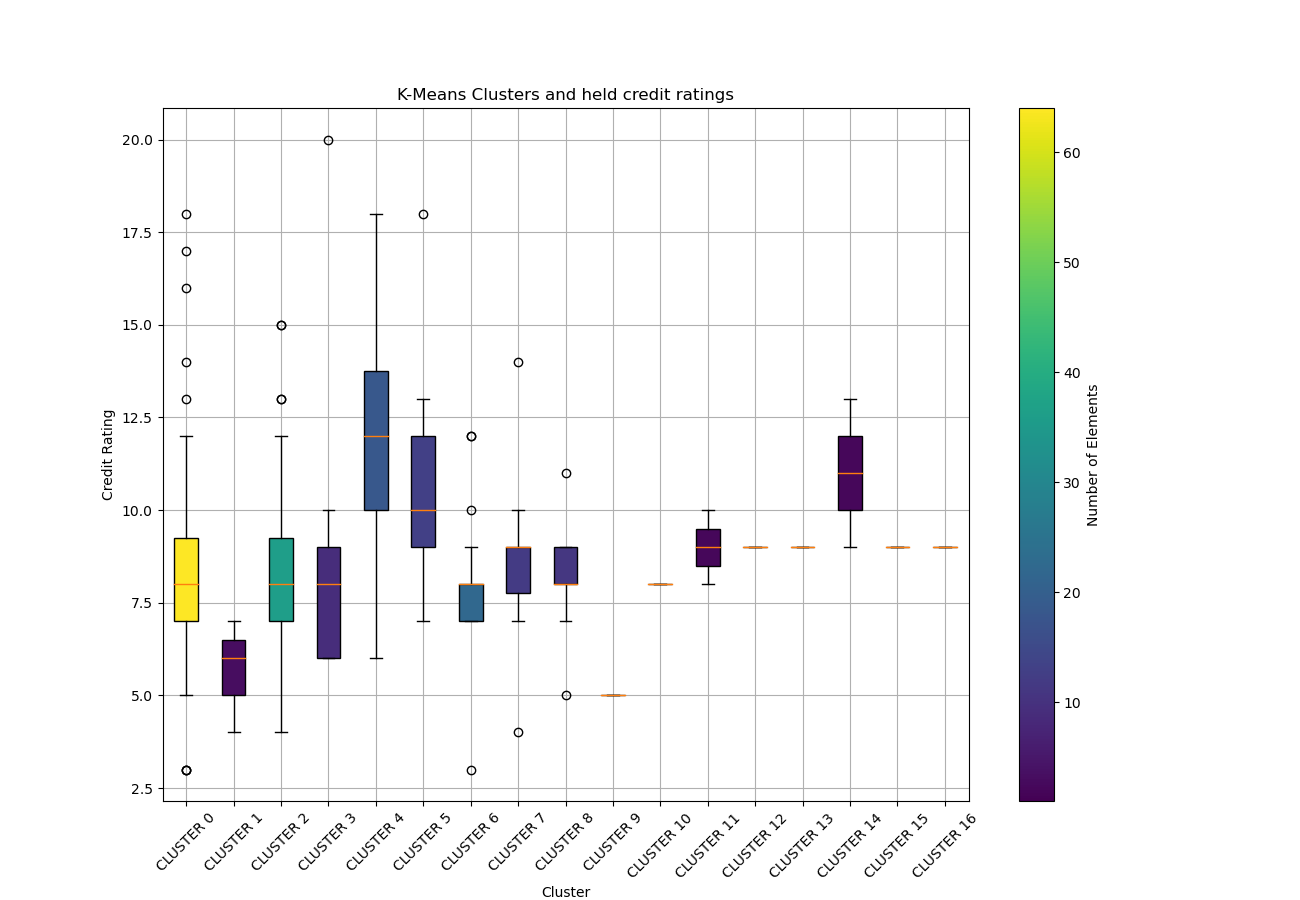 K-Means Clusters and held credit ratings
20.0
17.5
15.0
12.5
10.0
7.5
5.0
2.5
Credit Rating
CLUSTER 0
CLUSTER 1
CLUSTER 2
CLUSTER 3
CLUSTER 4
CLUSTER 5
CLUSTER 6
CLUSTER 7
CLUSTER 8
CLUSTER 9
CLUSTER 10
CLUSTER 11
CLUSTER 12
CLUSTER 13
CLUSTER 14
CLUSTER 15
CLUSTER 16
Cluster
60
50
40
30
20
10
Number of Elements